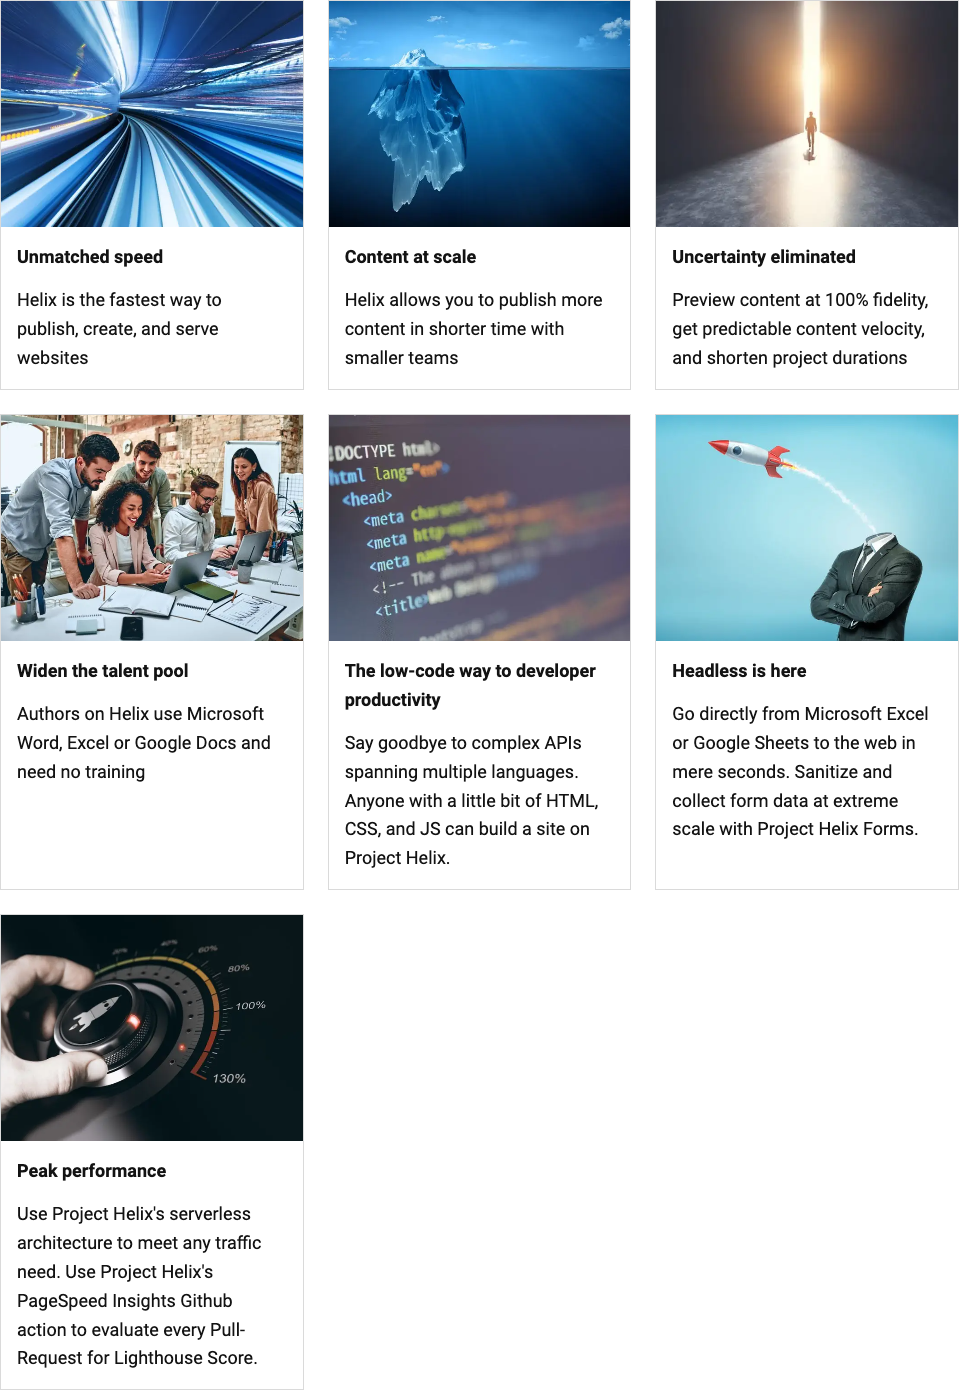 Unmatched speed
Helix is the fastest way to
publish, create, and serve
websites
Content at scale
Helix allows you to publish more
content in shorter time with
smaller teams
Uncertainty eliminated
Preview content at 100% fidelity,
get predictable content velocity,
and shorten project durations
!DOCTYPE html>
html lang="en">
<head>
<meta
<meta
<meta name=
<!-- The above
<title>Web Design
Widen the talent pool
Authors on Helix use Microsoft
Word, Excel or Google Docs and
need no training
The low-code way to developer
productivity
Say goodbye to complex APIs
spanning multiple languages.
Anyone with a little bit of HTML,
CSS, and JS can build a site on
Project Helix.
Headless is here
Go directly from Microsoft Excel
or Google Sheets to the web in
mere seconds. Sanitize and
collect form data at extreme
scale with Project Helix Forms.
20%
40%
60%
80%
100%
130%
Peak performance
Use Project Helix's serverless
architecture to meet any traffic
need. Use Project Helix's
PageSpeed Insights Github
action to evaluate every Pull-
Request for Lighthouse Score.